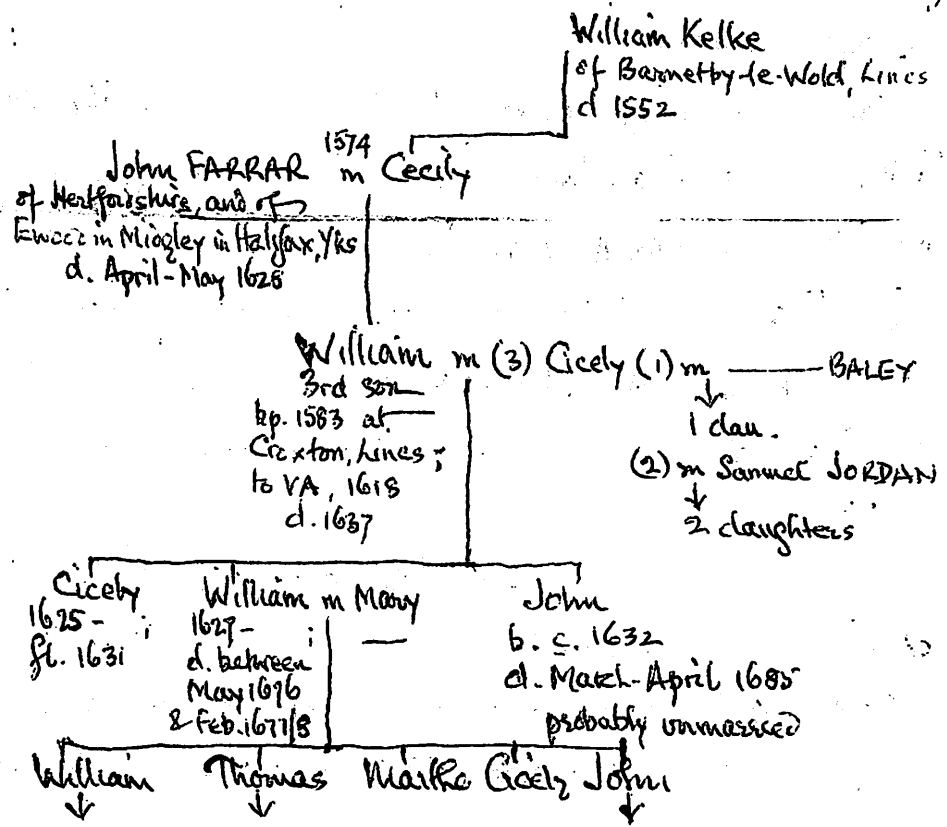 William Kelke
of Barnetby-le-Wold, Lincs
d 1552
1574
John FARRAR m Cecily
of Hertfordshire, and of
Ewood in Midgley in Halifax, Yks
d. April-May 1628
William m (3) Cicely (1) m —— BALEY
3rd son
bp. 1583 at
Croxton, Lincs;
to VA, 1618
d. 1637
1 dau.
(2) m Samuel JORDAN
2 daughters
Cicely
1625-;
fl. 1631
William m Mary
1627-;
d. between
May 1676
& Feb. 1677/8
John
b. c. 1632
d. March-April 1685
probably unmarried
William Thomas Martha Cicely John